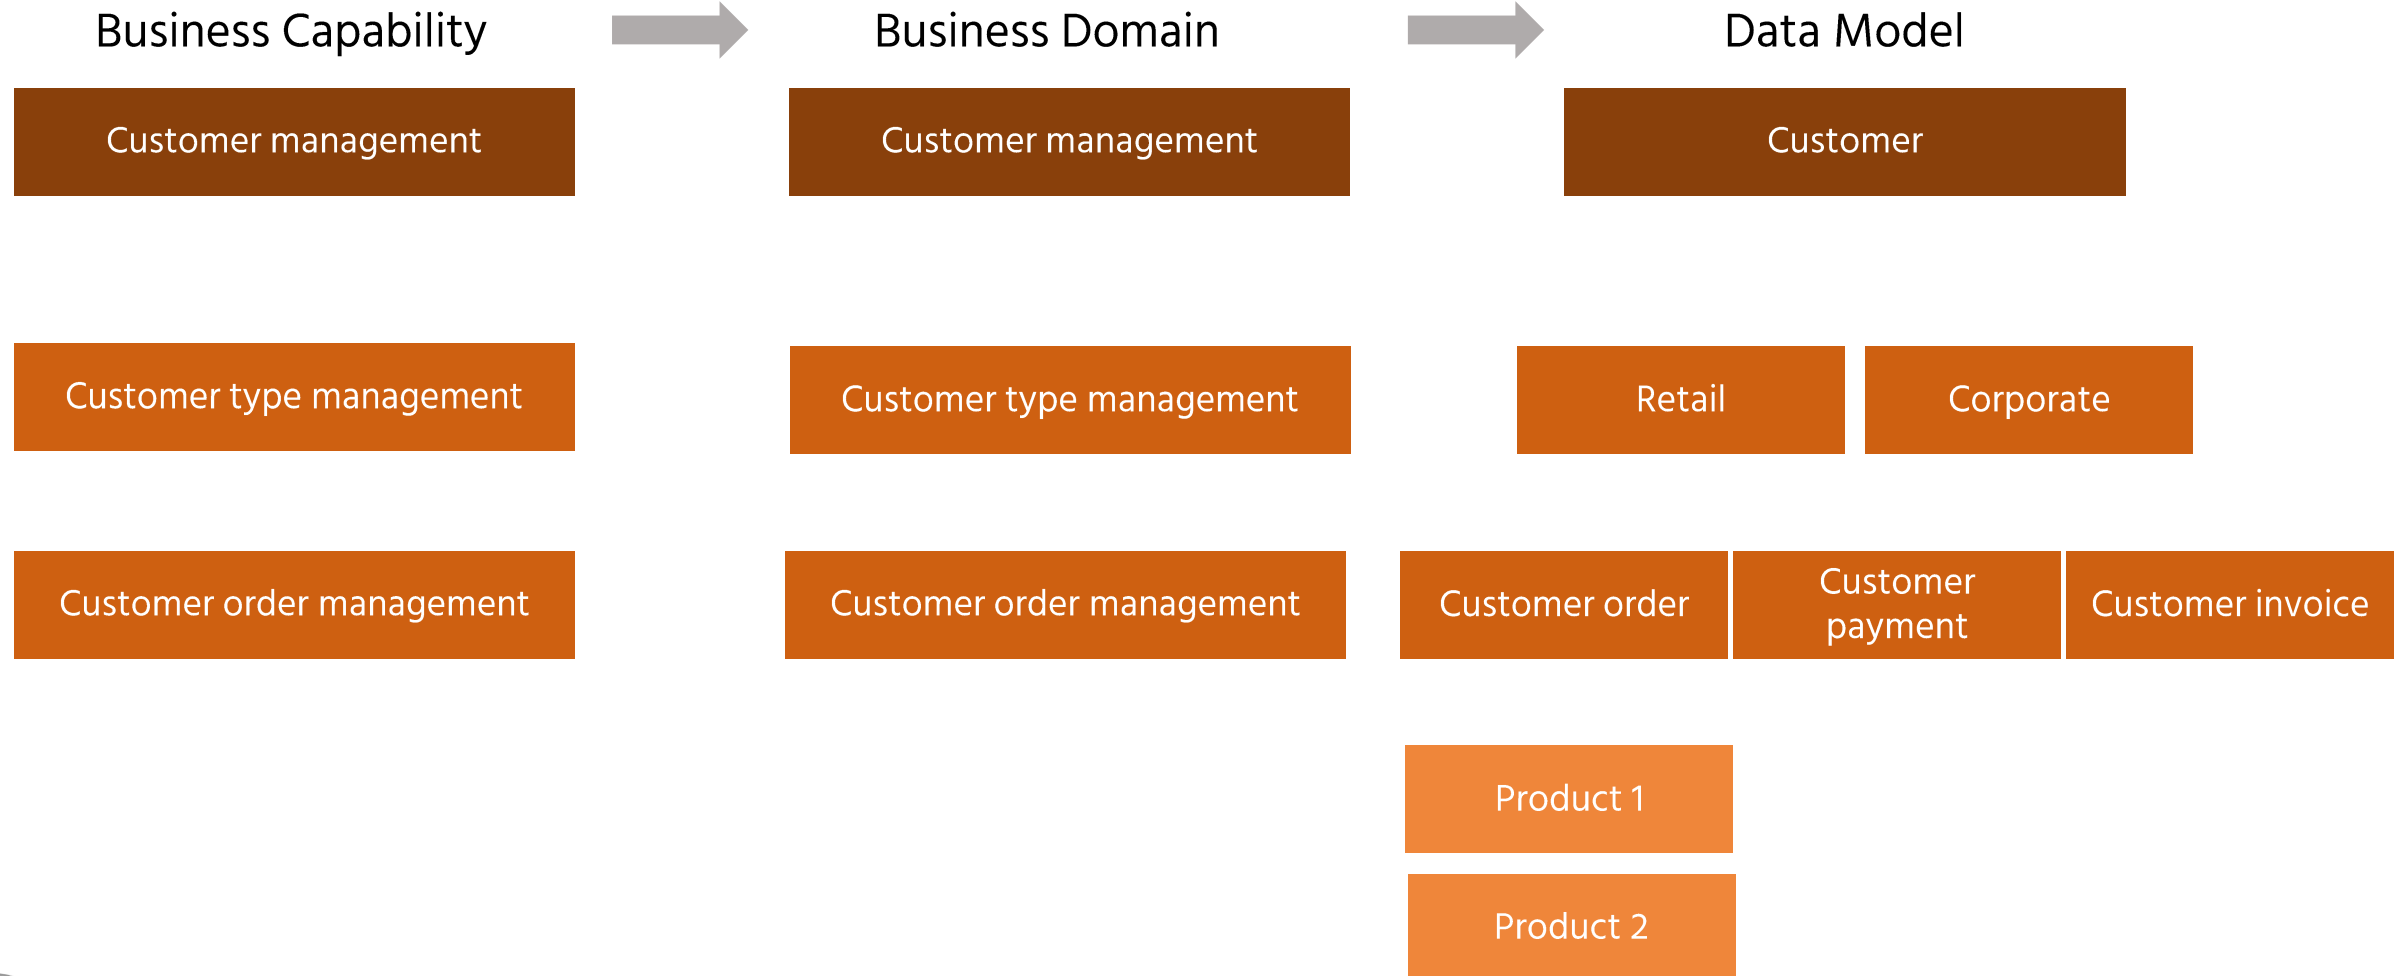 Business Capability
Business Domain
Data Model
Customer management
Customer management
Customer
Customer type management
Customer type management
Retail
Corporate
Customer order management
Customer order management
Customer order
Customer
payment
Customer invoice
Product 1
Product 2